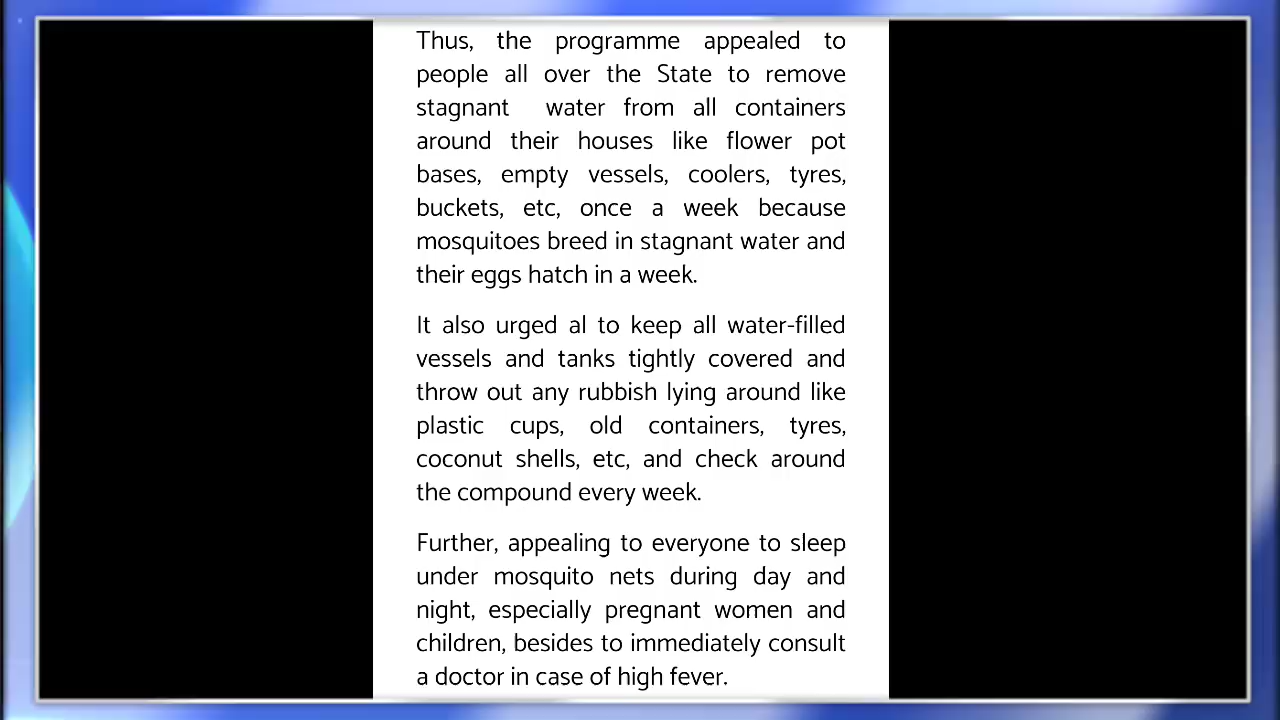 Thus, the programme appealed to
people all over the State to remove
stagnant water from all containers
around their houses like flower pot
bases, empty vessels, coolers, tyres,
buckets, etc, once a week because
mosquitoes breed in stagnant water and
their eggs hatch in a week.
It also urged al to keep all water-filled
vessels and tanks tightly covered and
throw out any rubbish lying around like
plastic cups, old containers, tyres,
coconut shells, etc, and check around
the compound every week.
Further, appealing to everyone to sleep
under mosquito nets during day and
night, especially pregnant women and
children, besides to immediately consult
a doctor in case of high fever.